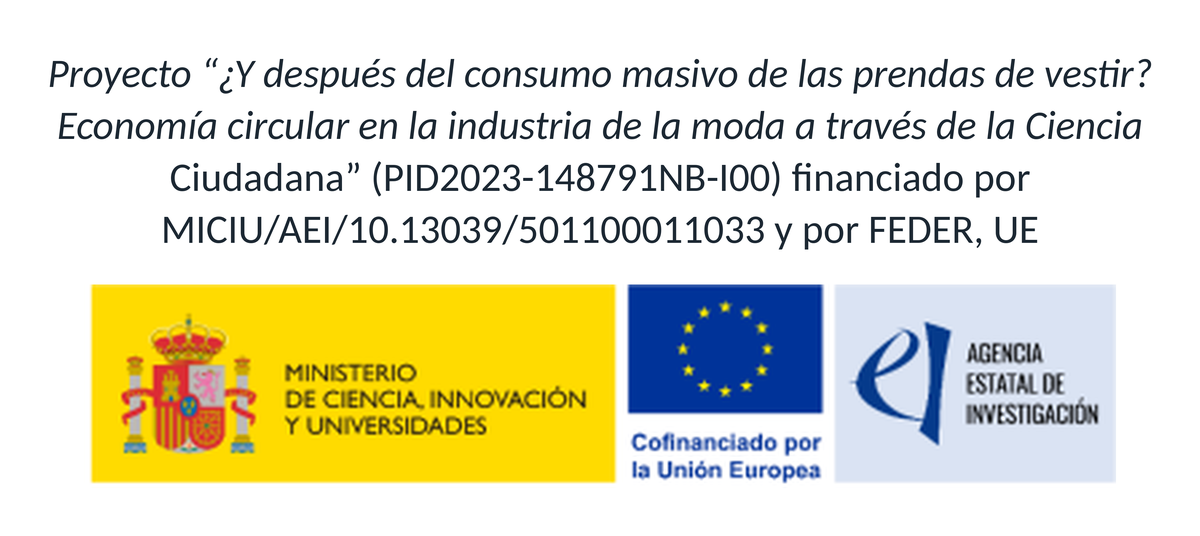 Proyecto “¿Y después del consumo masivo de las prendas de vestir?
Economía circular en la industria de la moda a través de la Ciencia
Ciudadana” (PID2023-148791NB-I00) financiado por
MICIU/AEI/10.13039/501100011033 y por FEDER, UE
MINISTERIO
DE CIENCIA, INNOVACIÓN
Y UNIVERSIDADES
Cofinanciado por
la Unión Europea
AGENCIA
ESTATAL DE
INVESTIGACIÓN